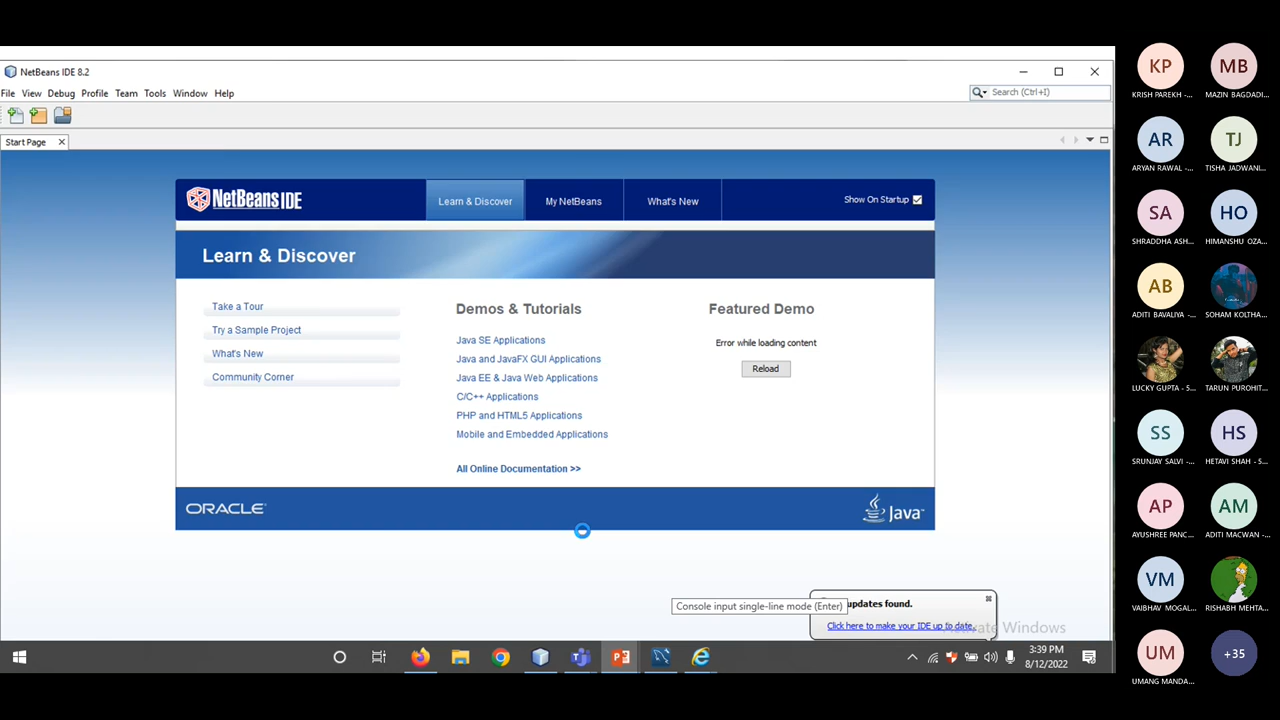 NetBeans IDE 8.2
File View Debug Profile Team Tools Window Help
Search (Ctrl+I)
Start Page
NetBeans IDE
Learn & Discover
My NetBeans
What's New
Show On Startup
Learn & Discover
Take a Tour
Try a Sample Project
What's New
Community Corner
Demos & Tutorials
Java SE Applications
Java and JavaFX GUI Applications
Java EE & Java Web Applications
C/C++ Applications
PHP and HTML5 Applications
Mobile and Embedded Applications
All Online Documentation >>
Featured Demo
Error while loading content
Reload
ORACLE
Java
Console input single-line mode (Enter)
updates found.
Click here to make your IDE up to date.
Activate Windows
3:39 PM
8/12/2022
KP
KRISH PAREKH -...
MB
MAZIN BAGDADI...
AR
ARYAN RAWAL -...
TJ
TISHA JADWANI...
SA
SHRADDHA ASH...
HO
HIMANSHU OZA...
AB
ADITI BAVALIYA -...
SOHAM KOLTHA...
LUCKY GUPTA - 5...
TARUN PUROHIT...
SS
SRUNJAY SALVI -...
HS
HETAVI SHAH - 5...
AP
AYUSHREE PANC...
AM
ADITI MACWAN -...
VM
VAIBHAV MOGAL...
RISHABH MEHTA...
UM
UMANG MANDA...
+35